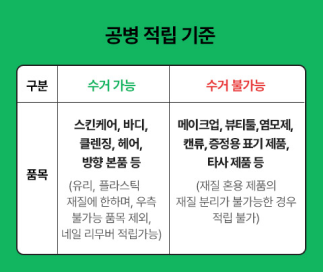 공병 적립 기준
구분
수거 가능
수거 불가능
품목
스킨케어, 바디,
클렌징, 헤어,
방향 본품 등
(유리, 플라스틱
재질에 한하며, 우측
불가능 품목 제외,
네일 리무버 적립가능)
메이크업, 뷰티툴, 염모제,
캔류, 증정용 표기 제품,
타사 제품 등
(재질 혼용 제품의
재질 분리가 불가능한 경우
적립 불가)